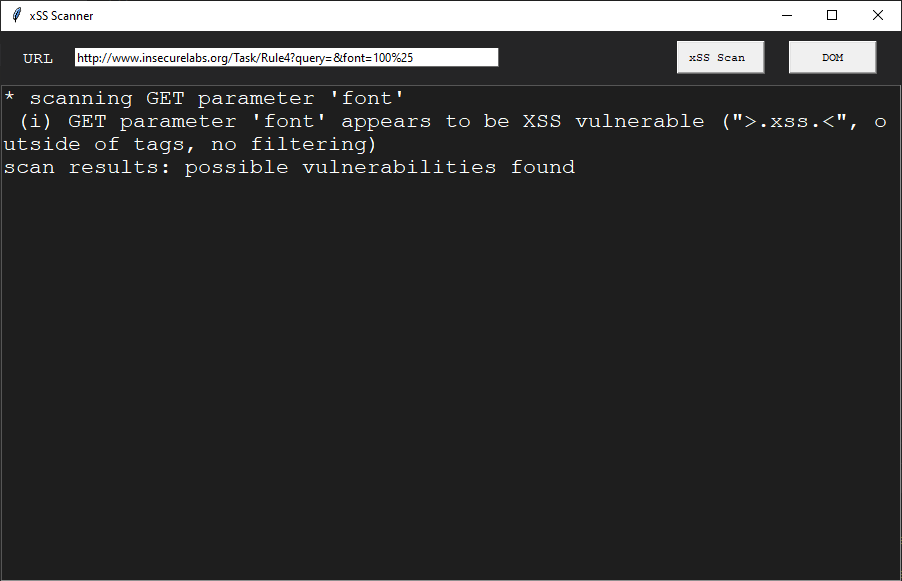 xSS Scanner
URL http://www.insecurelabs.org/Task/Rule4?query=&font=100%25 xSS Scan DOM
* scanning GET parameter 'font'
(i) GET parameter 'font' appears to be XSS vulnerable (">.xss.<", o
utside of tags, no filtering)
scan results: possible vulnerabilities found